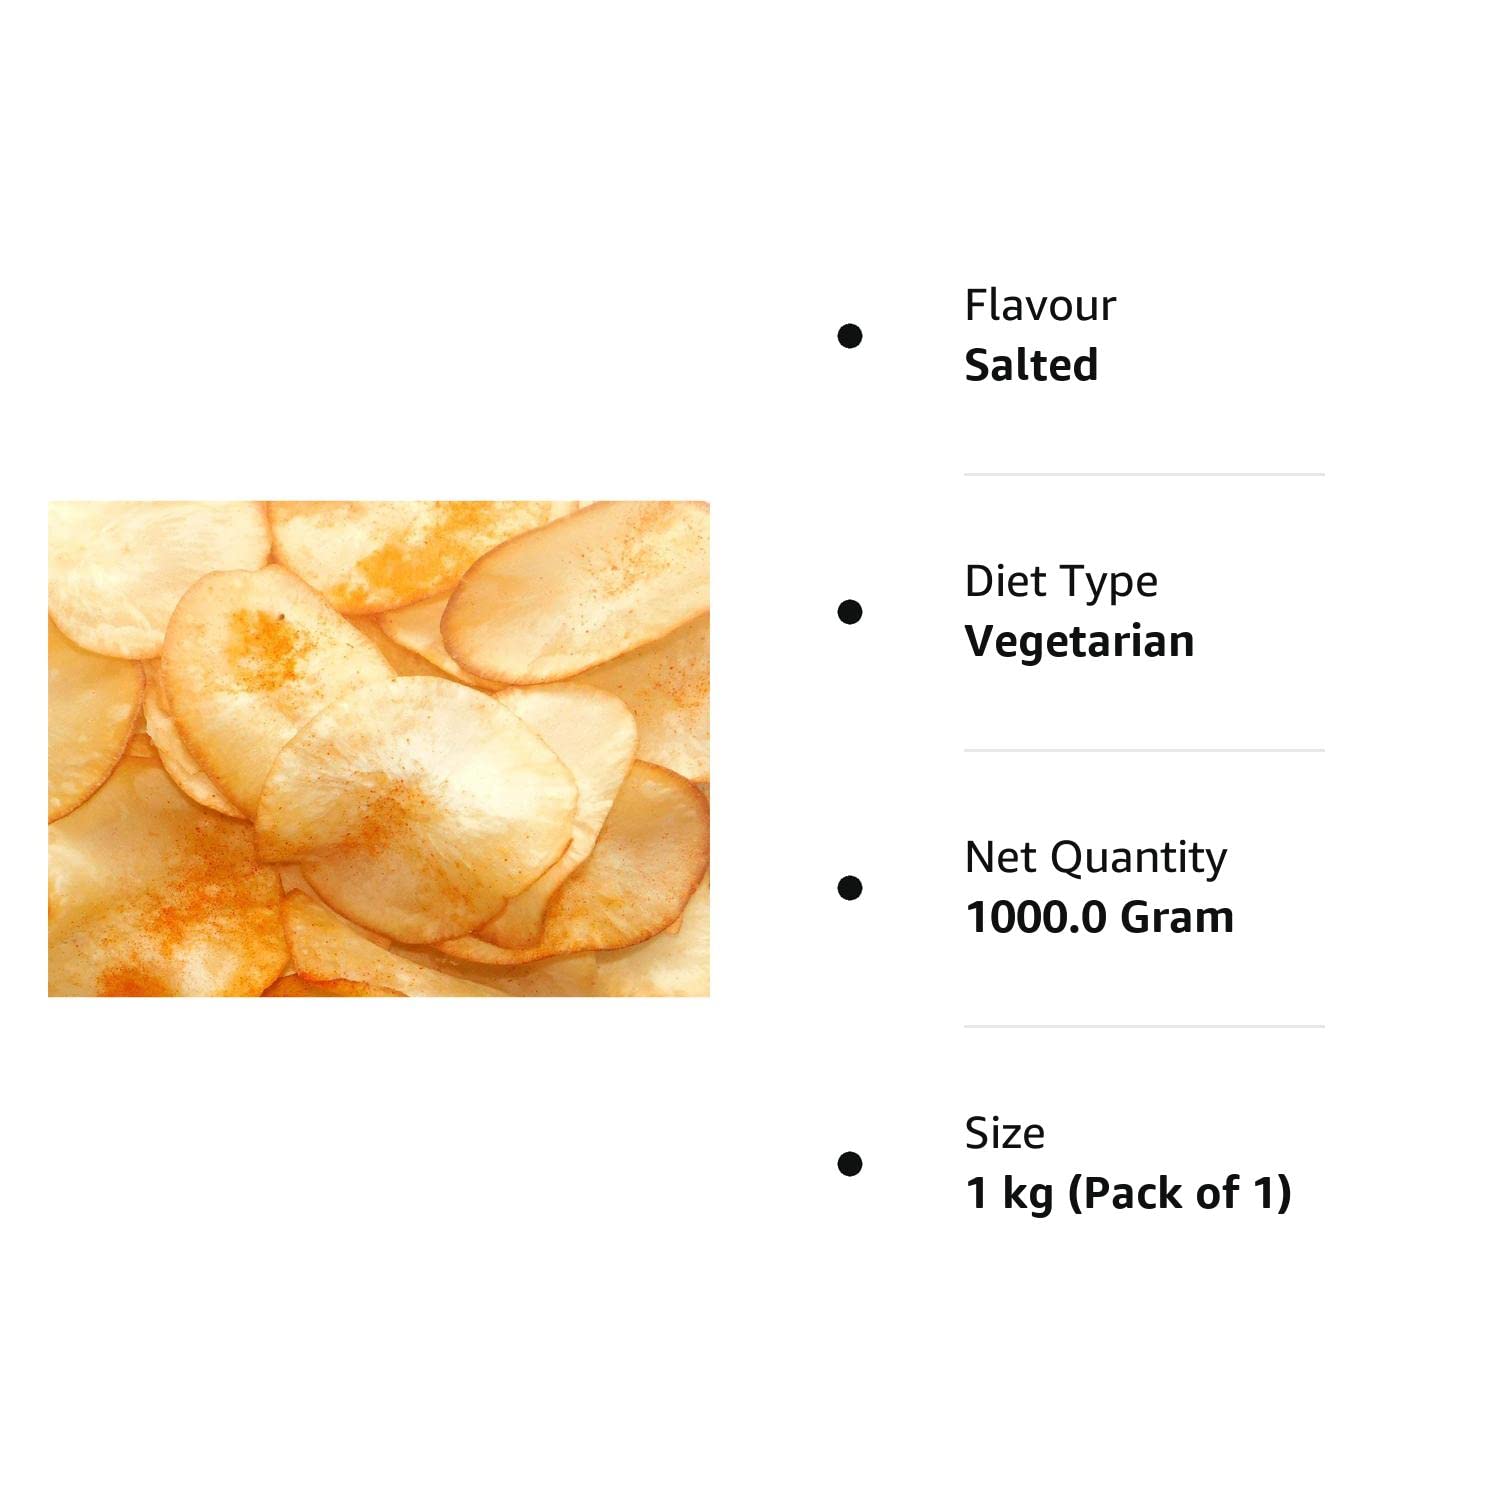 Flavour
Salted
Diet Type
Vegetarian
Net Quantity
1000.0 Gram
Size
1 kg (Pack of 1)